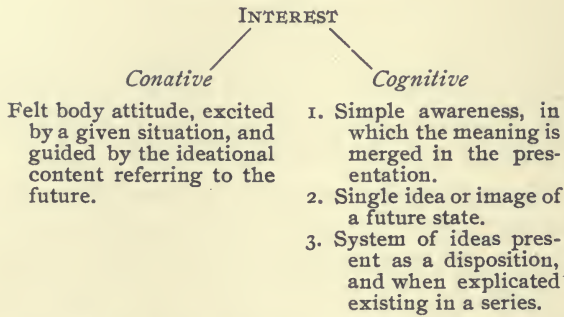 INTEREST
Conative
Felt body attitude, excited
by a given situation, and
guided by the ideational
content referring to the
future.
Cognitive
1. Simple awareness, in
which the meaning is
merged in the pres-
entation.
2. Single idea or image of
a future state.
3. System of ideas pres-
ent as a disposition,
and when explicated
existing in a series.